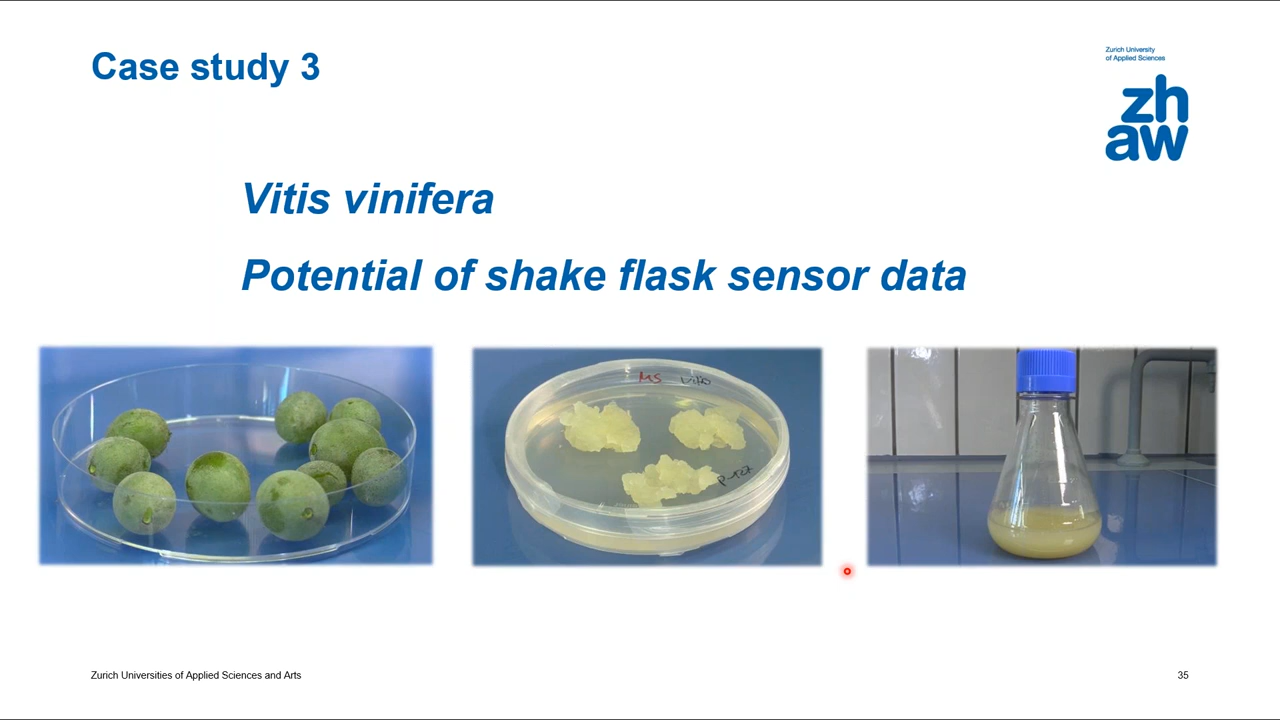 Case study 3
Zurich University
of Applied Sciences
zh
aw
Vitis vinifera
Potential of shake flask sensor data
MS Vitis
Zurich Universities of Applied Sciences and Arts
35